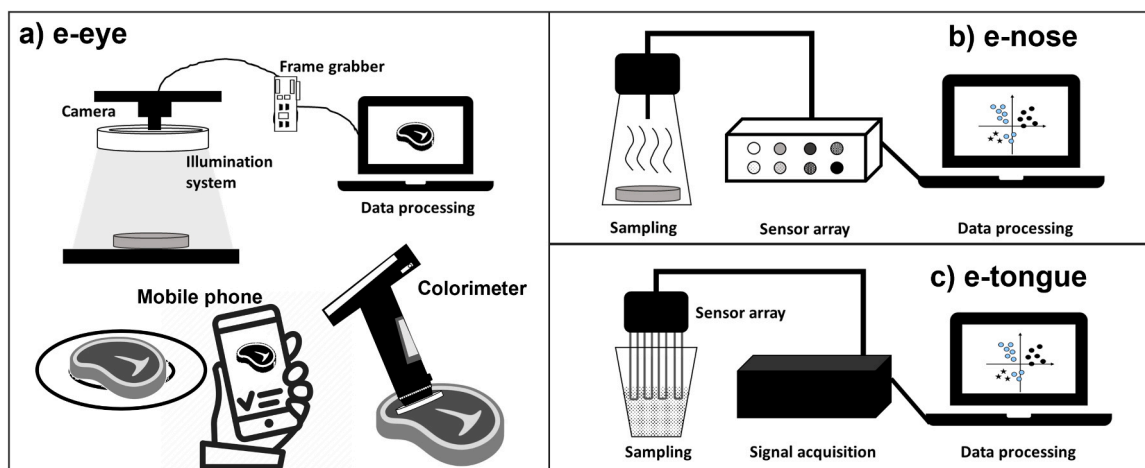 a) e-eye
Frame grabber
Camera
Illumination
system
Data processing
Mobile phone
Colorimeter
b) e-nose
Sampling
Sensor array
Data processing
c) e-tongue
Sensor array
Sampling
Signal acquisition
Data processing